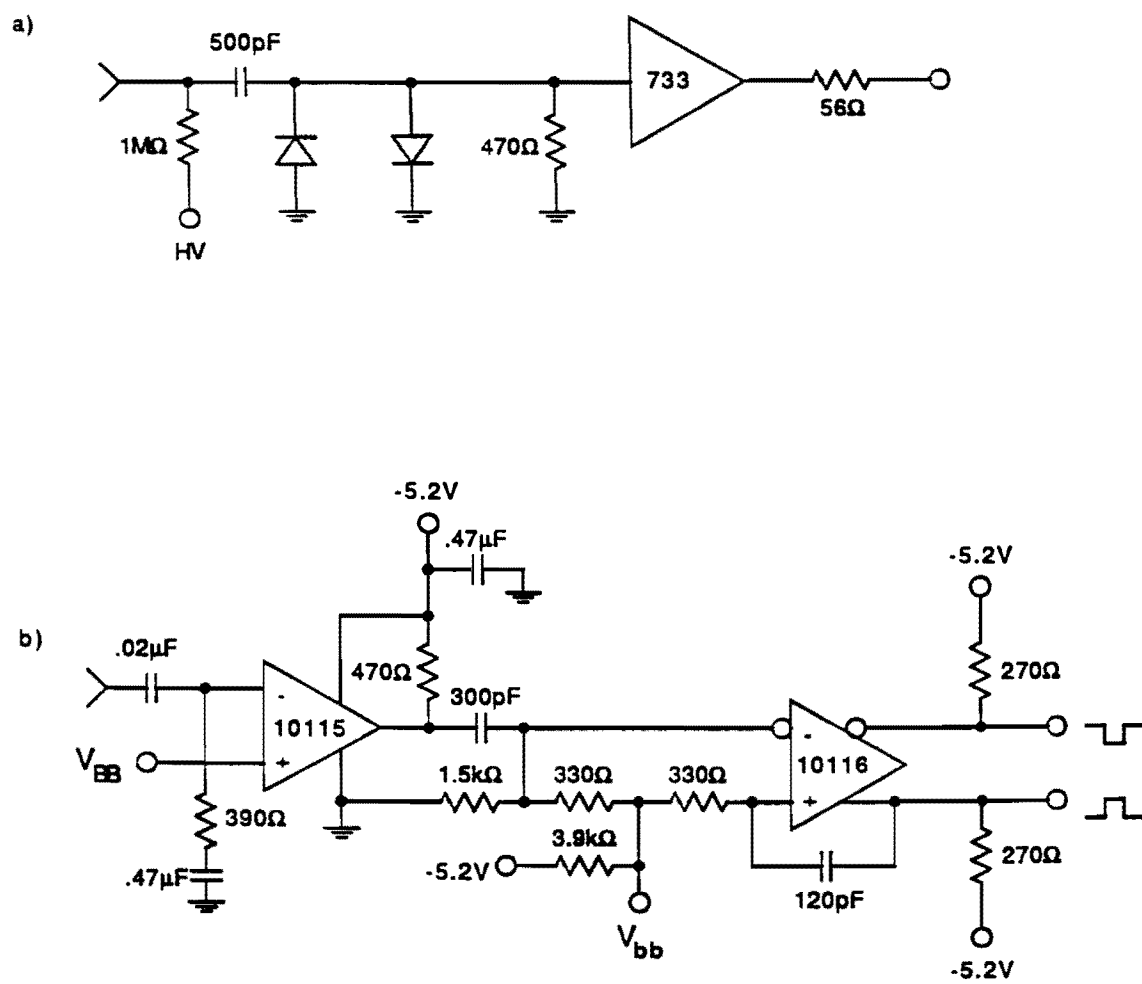 a)
500pF
733
56Ω
1MΩ
470Ω
HV
-5.2V
.47µF
-5.2V
b)
.02µF
470Ω
300pF
270Ω
-
10115
-
10116
V_BB
+
1.5kΩ
330Ω
330Ω
+
390Ω
3.9kΩ
-5.2V
270Ω
.47µF
120pF
V_bb
-5.2V